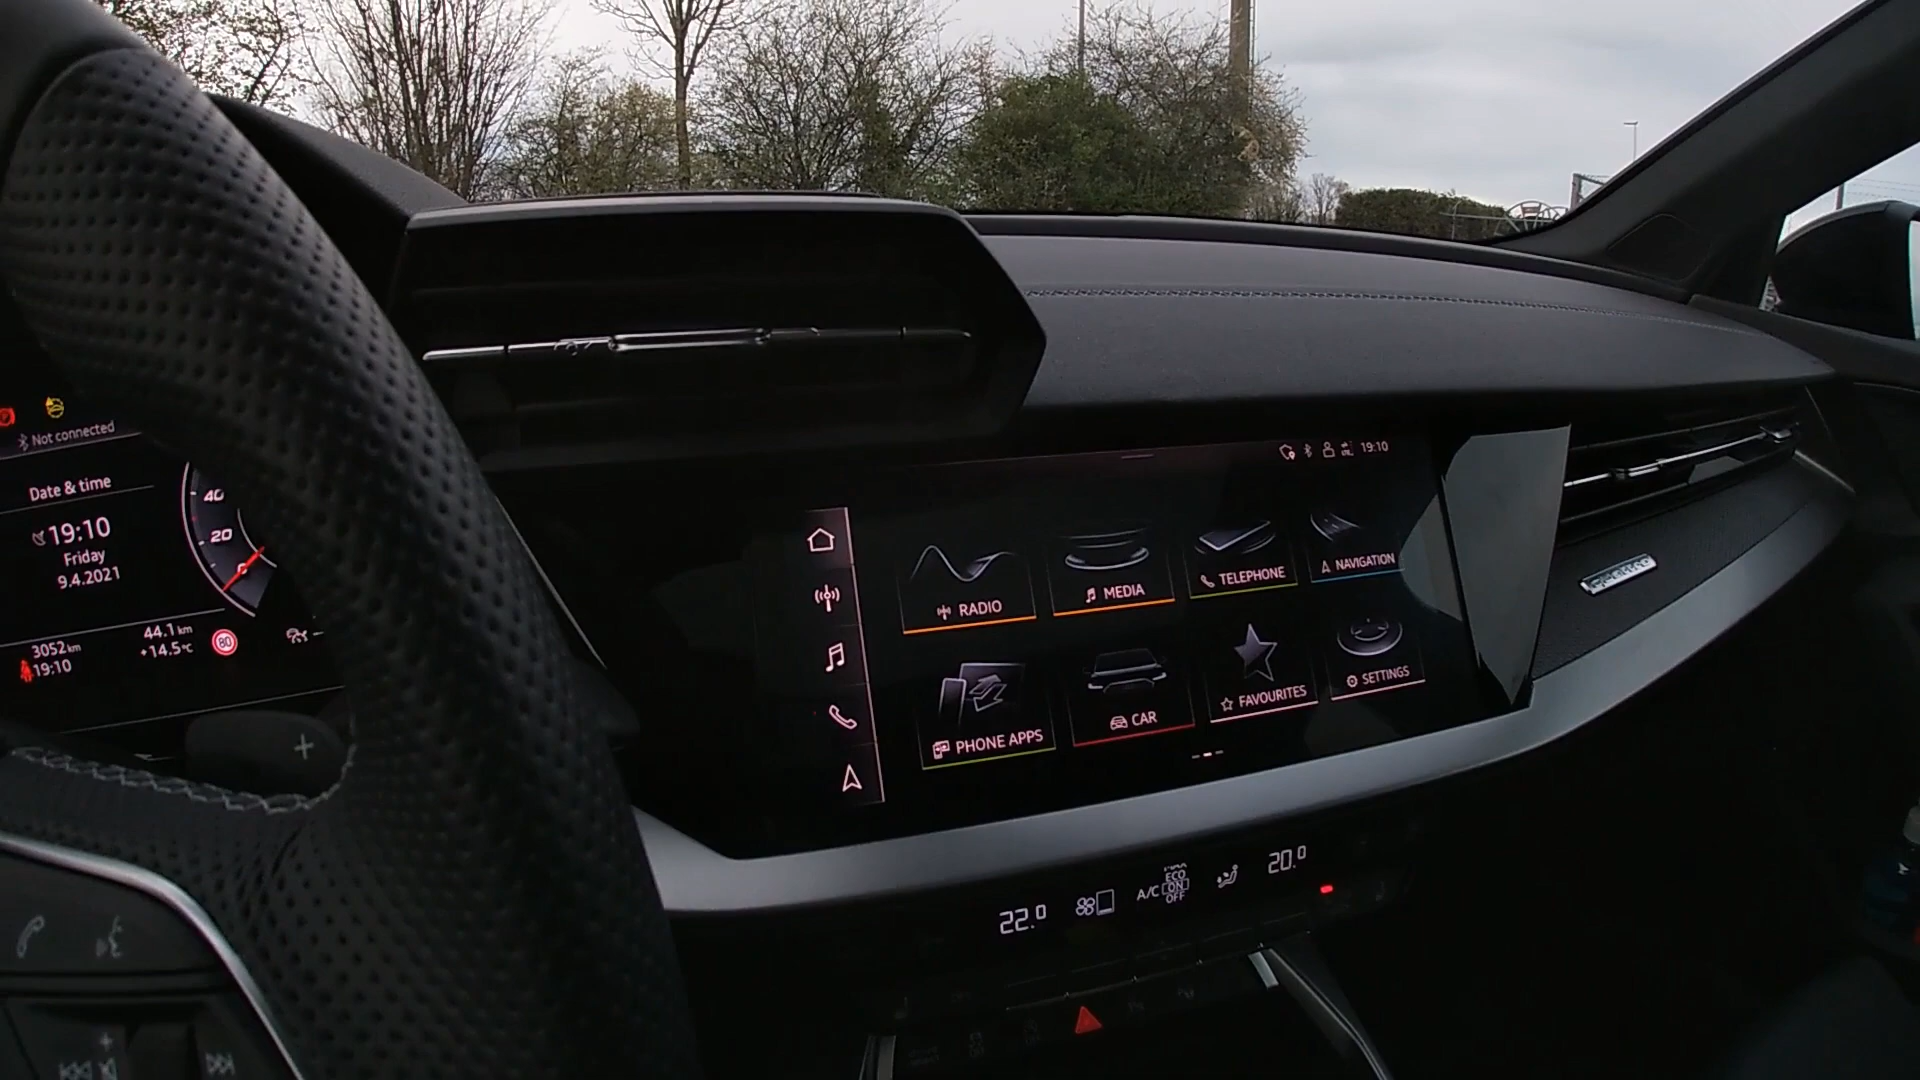 Not connected
Date & time
19:10
Friday
9.4.2021
3052 km
19:10
44.1 km
+14.5°C
80
40
20
0
+
19:10
RADIO
MEDIA
TELEPHONE
NAVIGATION
PHONE APPS
CAR
FAVOURITES
SETTINGS
22.0
A/C
MAX
ECO
ON
OFF
20.0